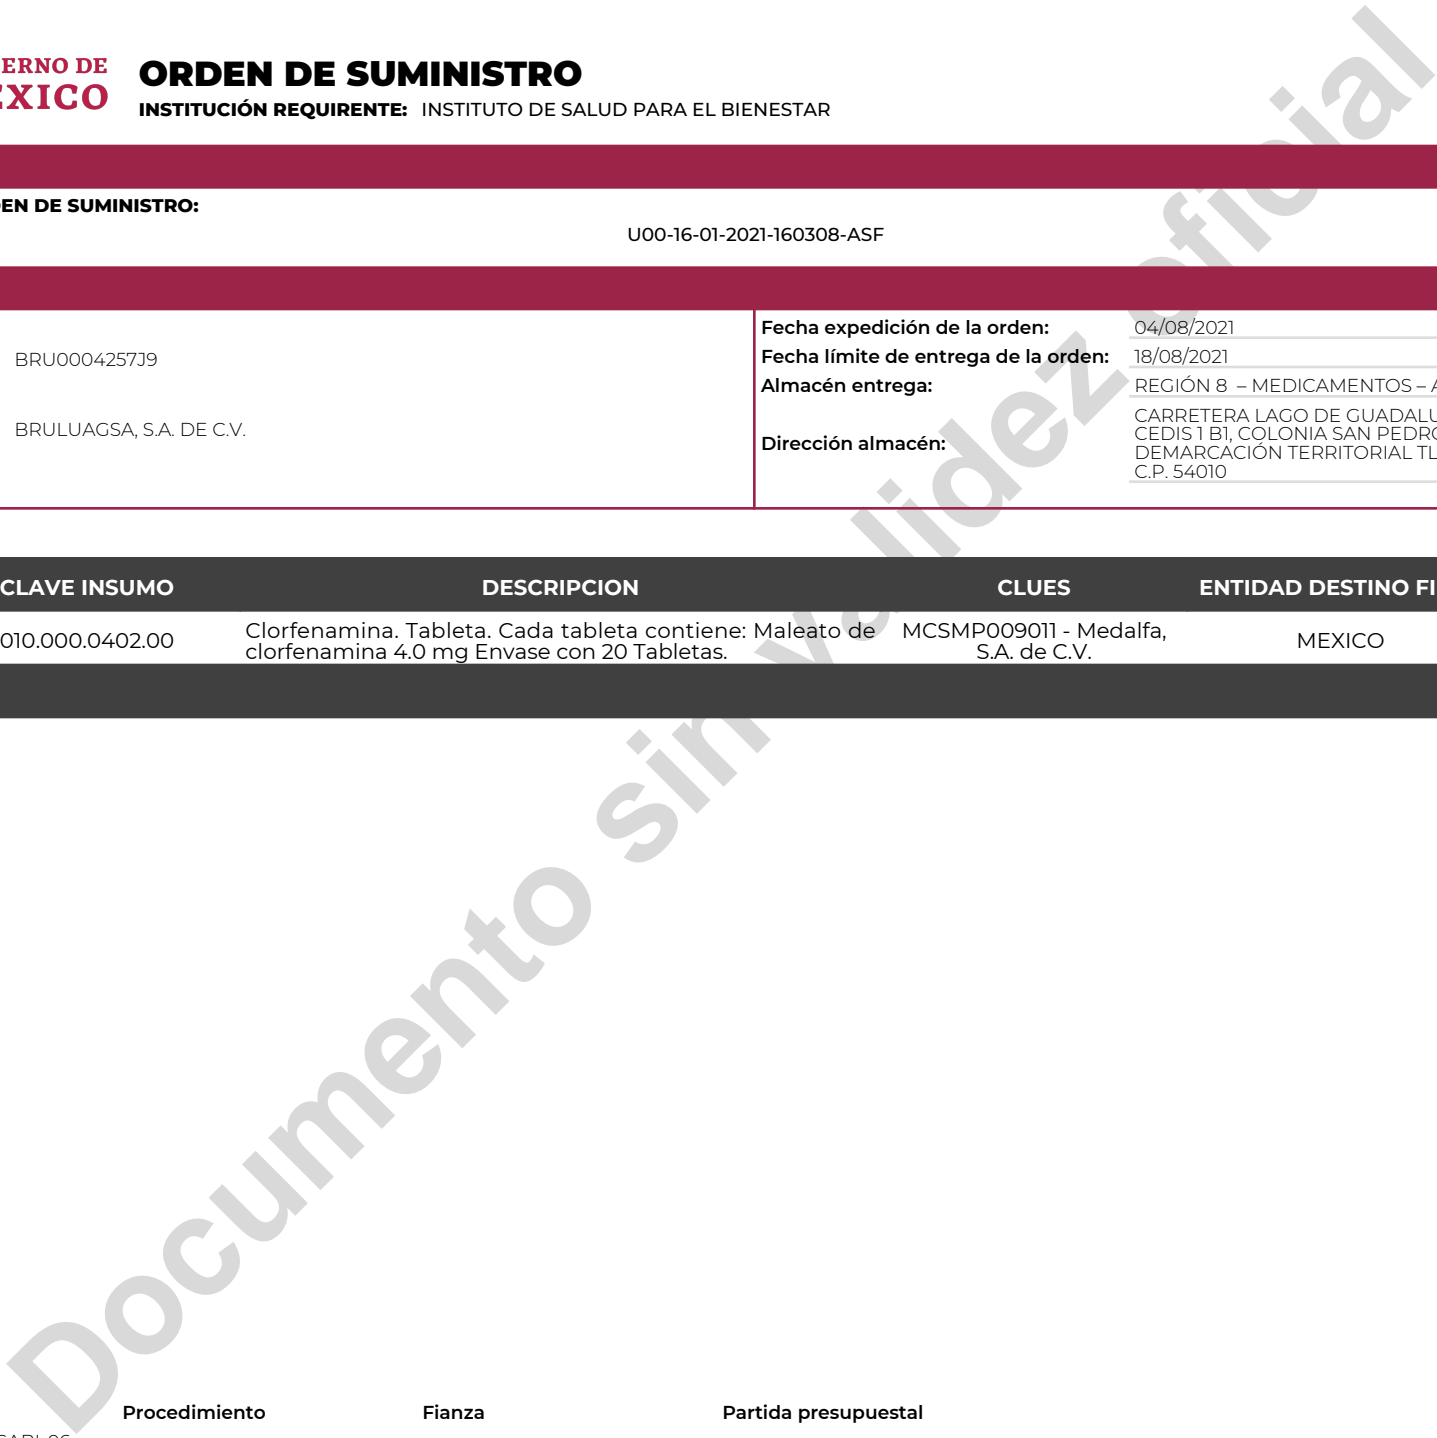 ERNO DE
EXICO
ORDEN DE SUMINISTRO
INSTITUCIÓN REQUIRENTE: INSTITUTO DE SALUD PARA EL BIENESTAR
EN DE SUMINISTRO:
U00-16-01-2021-160308-ASF
BRU0004257J9
BRULUAGSA, S.A. DE C.V.
Fecha expedición de la orden: 04/08/2021
Fecha límite de entrega de la orden: 18/08/2021
Almacén entrega: REGIÓN 8 – MEDICAMENTOS – A
Dirección almacén:
CARRETERA LAGO DE GUADALU
CEDIS 1 B1, COLONIA SAN PEDRO
DEMARCACIÓN TERRITORIAL TL
C.P. 54010
CLAVE INSUMO DESCRIPCION CLUES ENTIDAD DESTINO FI
010.000.0402.00
Clorfenamina. Tableta. Cada tableta contiene: Maleato de
clorfenamina 4.0 mg Envase con 20 Tabletas.
MCSMP009011 - Medalfa,
S.A. de C.V.
MEXICO
Documento sin validez oficial
Procedimiento Fianza Partida presupuestal